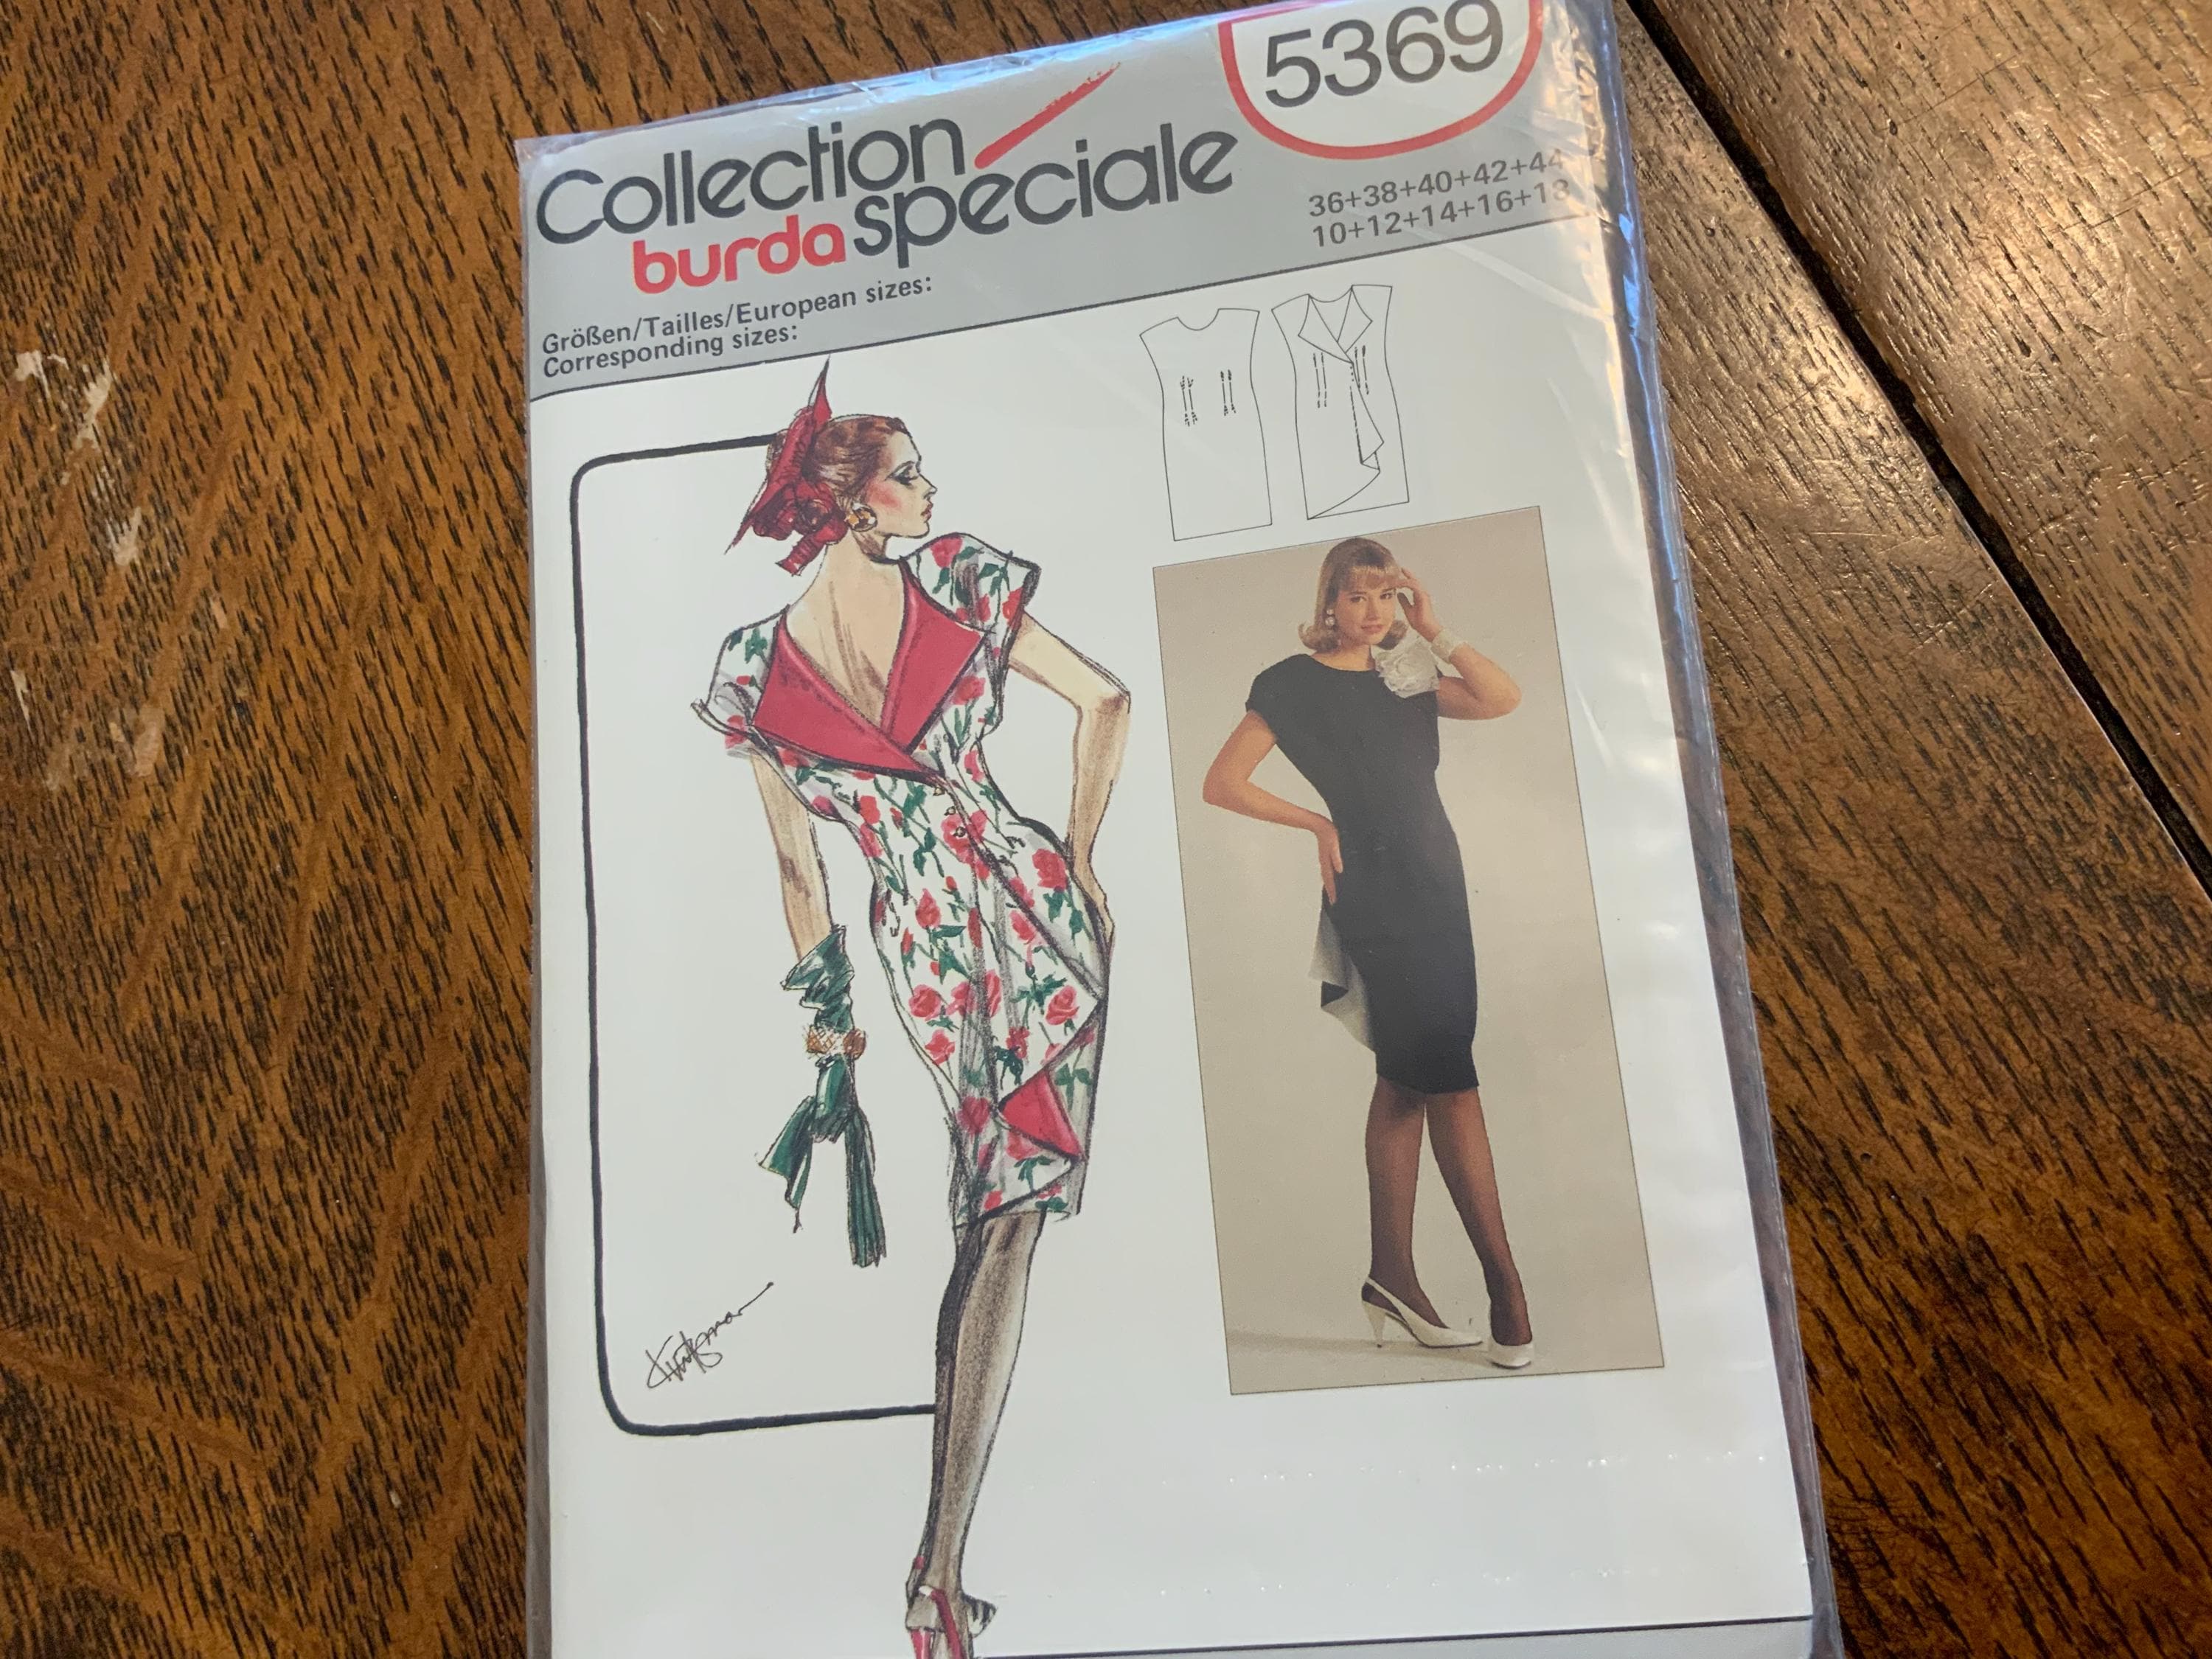 5369
Collection
burda speciale
36+38+40+42+44
10+12+14+16+18
Größen/Tailles/European sizes:
Corresponding sizes: